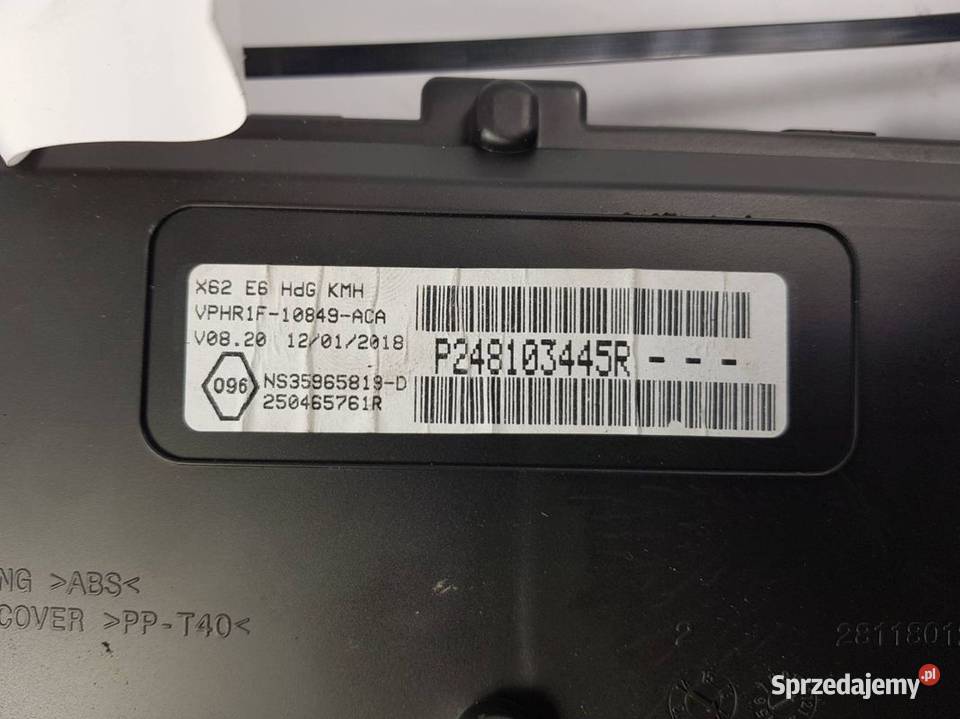 X62 E6 HdG KMH
VPHR1F-10849-ACA
V08.20 12/01/2018
P248103445R - - -
096
NS35965819-D
250465761R
NG >ABS<
COVER >PP-T40<
2
2811801
Sprzedajemy.pl